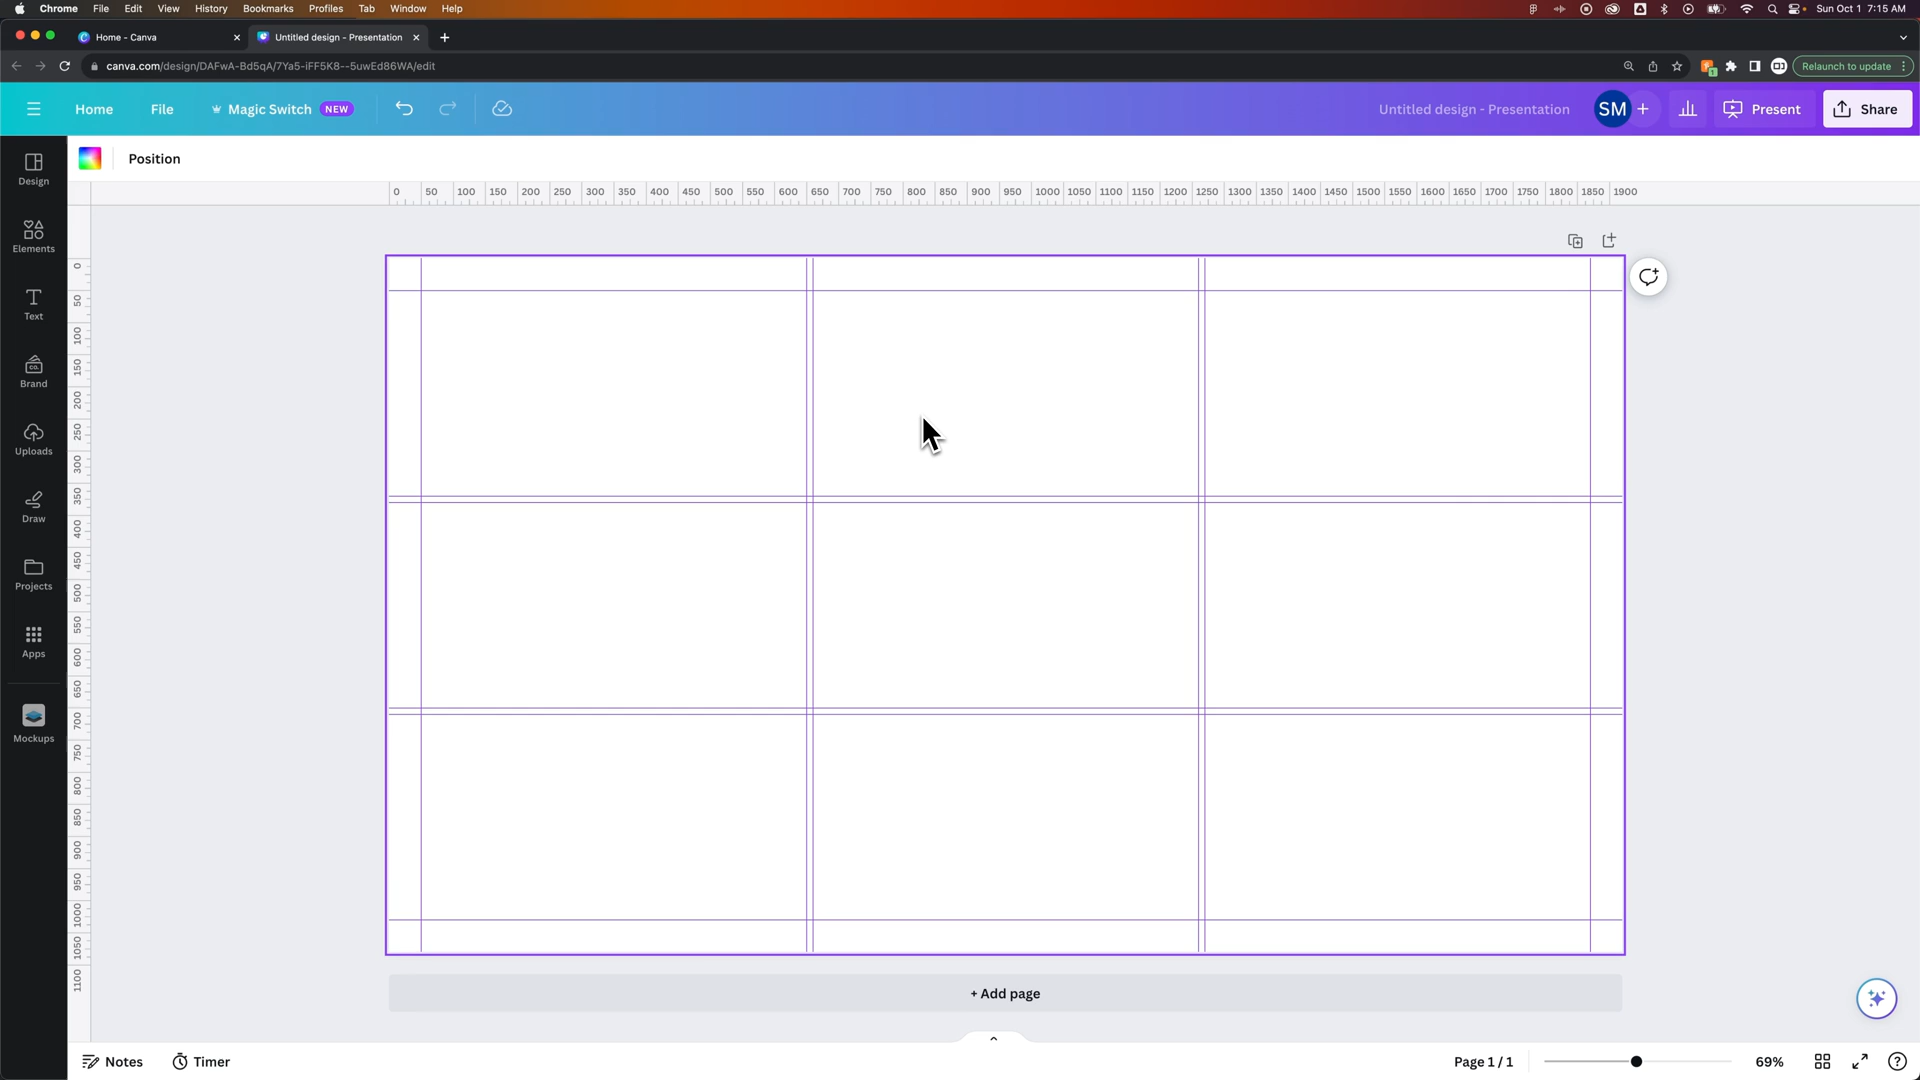 Chrome File Edit View History Bookmarks Profiles Tab Window Help Sun Oct 1 7:15 AM
Home - Canva Untitled design - Presentation
canva.com/design/DAFwA-Bd5qA/7Ya5-iFF5K8--5uwEd86WA/edit Relaunch to update
Home File Magic Switch NEW Untitled design - Presentation SM Present Share
Position
0 50 100 150 200 250 300 350 400 450 500 550 600 650 700 750 800 850 900 950 1000 1050 1100 1150 1200 1250 1300 1350 1400 1450 1500 1550 1600 1650 1700 1750 1800 1850 1900
Design
Elements
Text
Brand
Uploads
Draw
Projects
Apps
Mockups
0
50
100
150
200
250
300
350
400
450
500
550
600
650
700
750
800
850
900
950
1000
1050
1100
+ Add page
Notes Timer Page 1 / 1 69%